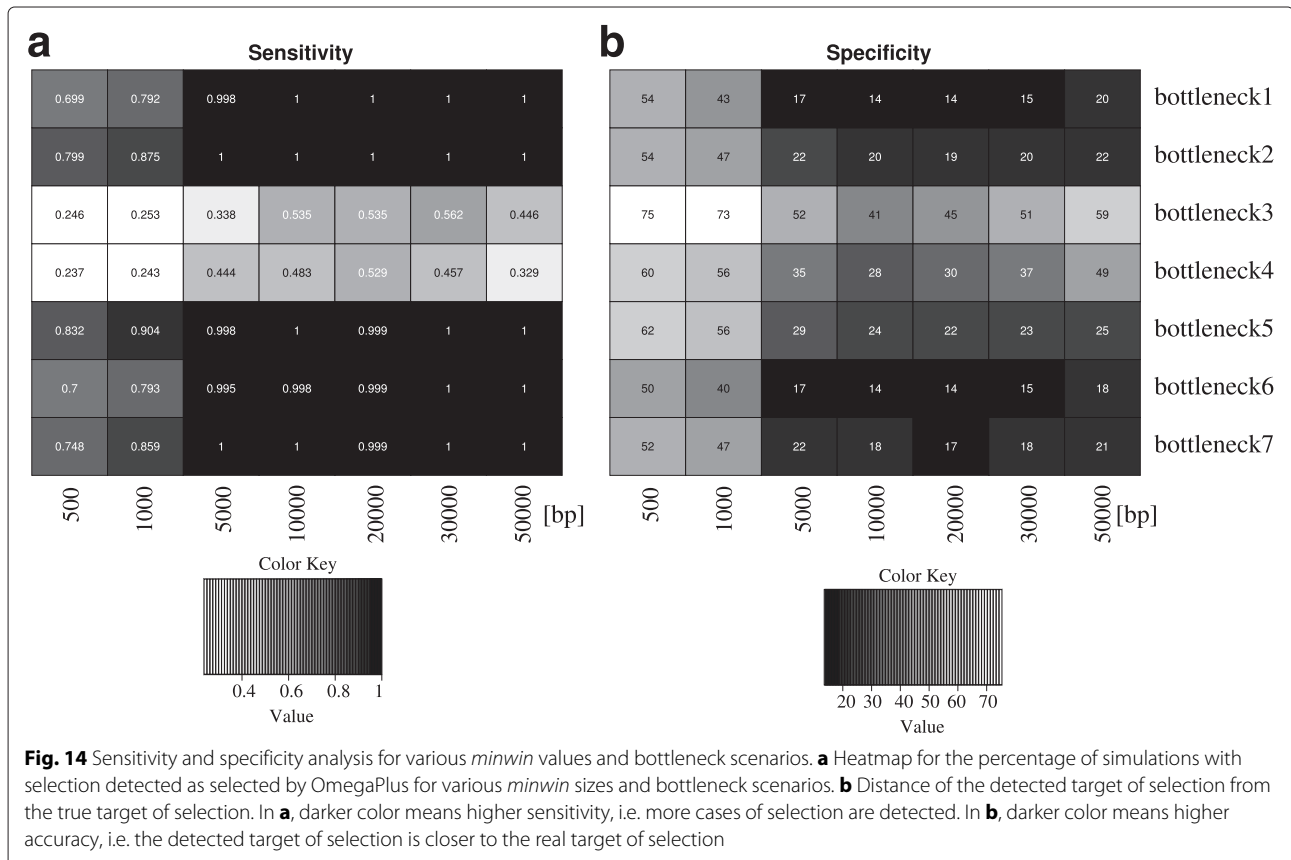 a
Sensitivity
0.699 0.792 0.998 1 1 1 1
0.799 0.875 1 1 1 1 1
0.246 0.253 0.338 0.535 0.535 0.562 0.446
0.237 0.243 0.444 0.483 0.529 0.457 0.329
0.832 0.904 0.998 1 0.999 1 1
0.7 0.793 0.995 0.998 0.999 1 1
0.748 0.859 1 1 0.999 1 1
500 1000 5000 10000 20000 30000 50000 [bp]
Color Key
0.4 0.6 0.8 1
Value
b
Specificity
54 43 17 14 14 15 20 bottleneck1
54 47 22 20 19 20 22 bottleneck2
75 73 52 41 45 51 59 bottleneck3
60 56 35 28 30 37 49 bottleneck4
62 56 29 24 22 23 25 bottleneck5
50 40 17 14 14 15 18 bottleneck6
52 47 22 18 17 18 21 bottleneck7
500 1000 5000 10000 20000 30000 50000 [bp]
Color Key
20 30 40 50 60 70
Value
Fig. 14 Sensitivity and specificity analysis for various minwin values and bottleneck scenarios. a Heatmap for the percentage of simulations with
selection detected as selected by OmegaPlus for various minwin sizes and bottleneck scenarios. b Distance of the detected target of selection from
the true target of selection. In a, darker color means higher sensitivity, i.e. more cases of selection are detected. In b, darker color means higher
accuracy, i.e. the detected target of selection is closer to the real target of selection